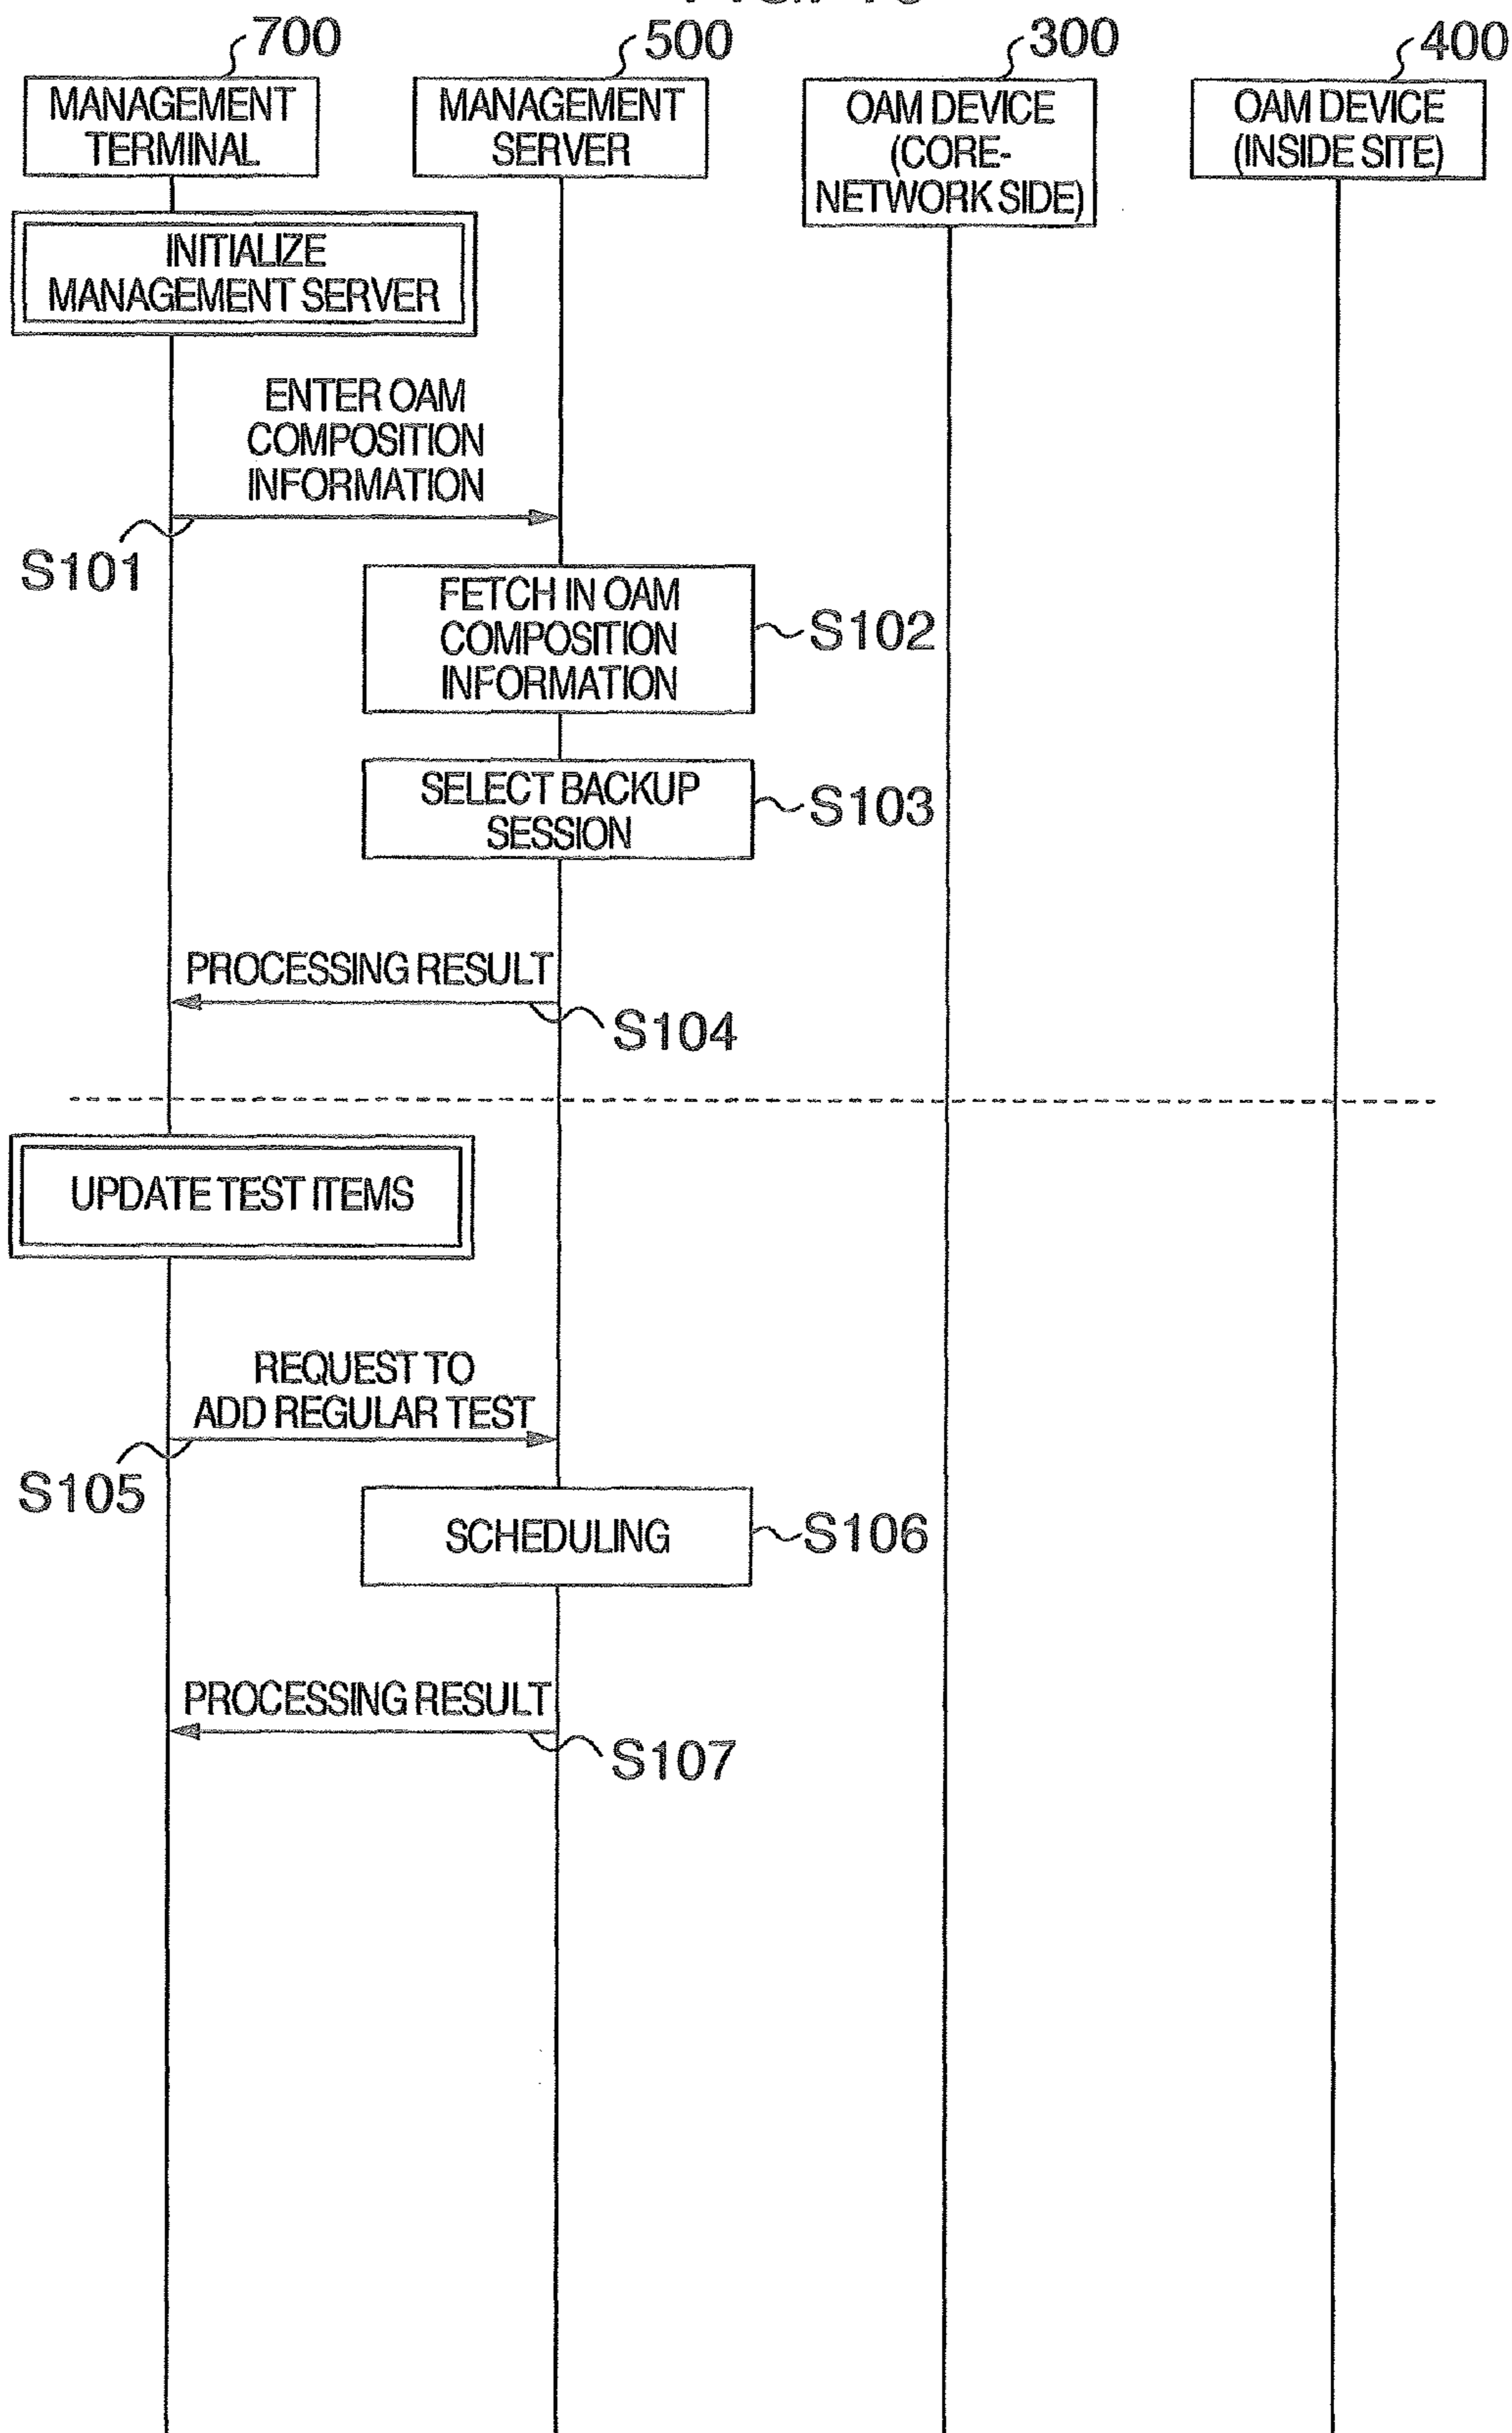 700
500
300
400
MANAGEMENT
TERMINAL
MANAGEMENT
SERVER
OAM DEVICE
(CORE-
NETWORK SIDE)
OAM DEVICE
(INSIDE SITE)
INITIALIZE
MANAGEMENT SERVER
ENTER OAM
COMPOSITION
INFORMATION
S101
FETCH IN OAM
COMPOSITION
INFORMATION
S102
SELECT BACKUP
SESSION
S103
PROCESSING RESULT
S104
UPDATE TEST ITEMS
REQUEST TO
ADD REGULAR TEST
S105
SCHEDULING
S106
PROCESSING RESULT
S107